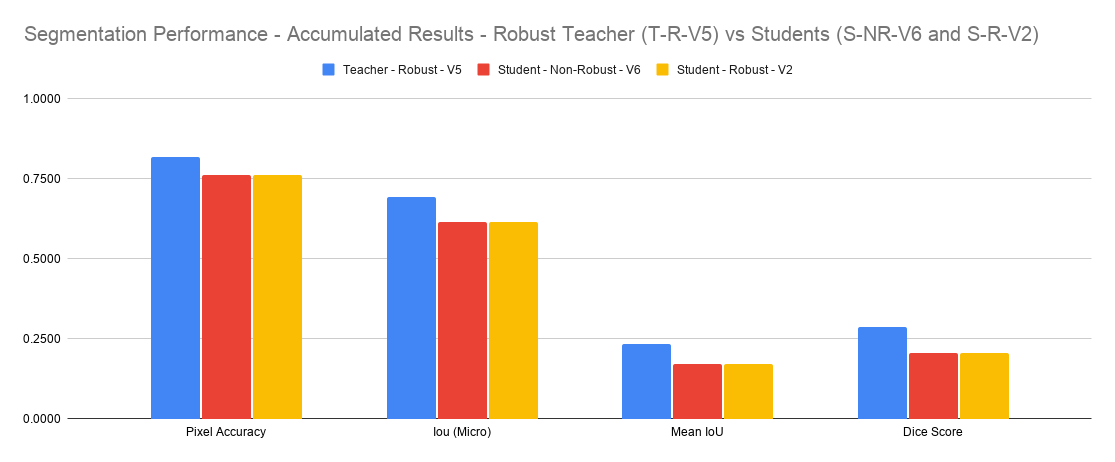 Segmentation Performance - Accumulated Results - Robust Teacher (T-R-V5) vs Students (S-NR-V6 and S-R-V2)
Teacher - Robust - V5 Student - Non-Robust - V6 Student - Robust - V2
1.0000
0.7500
0.5000
0.2500
0.0000
Pixel Accuracy Iou (Micro) Mean IoU Dice Score